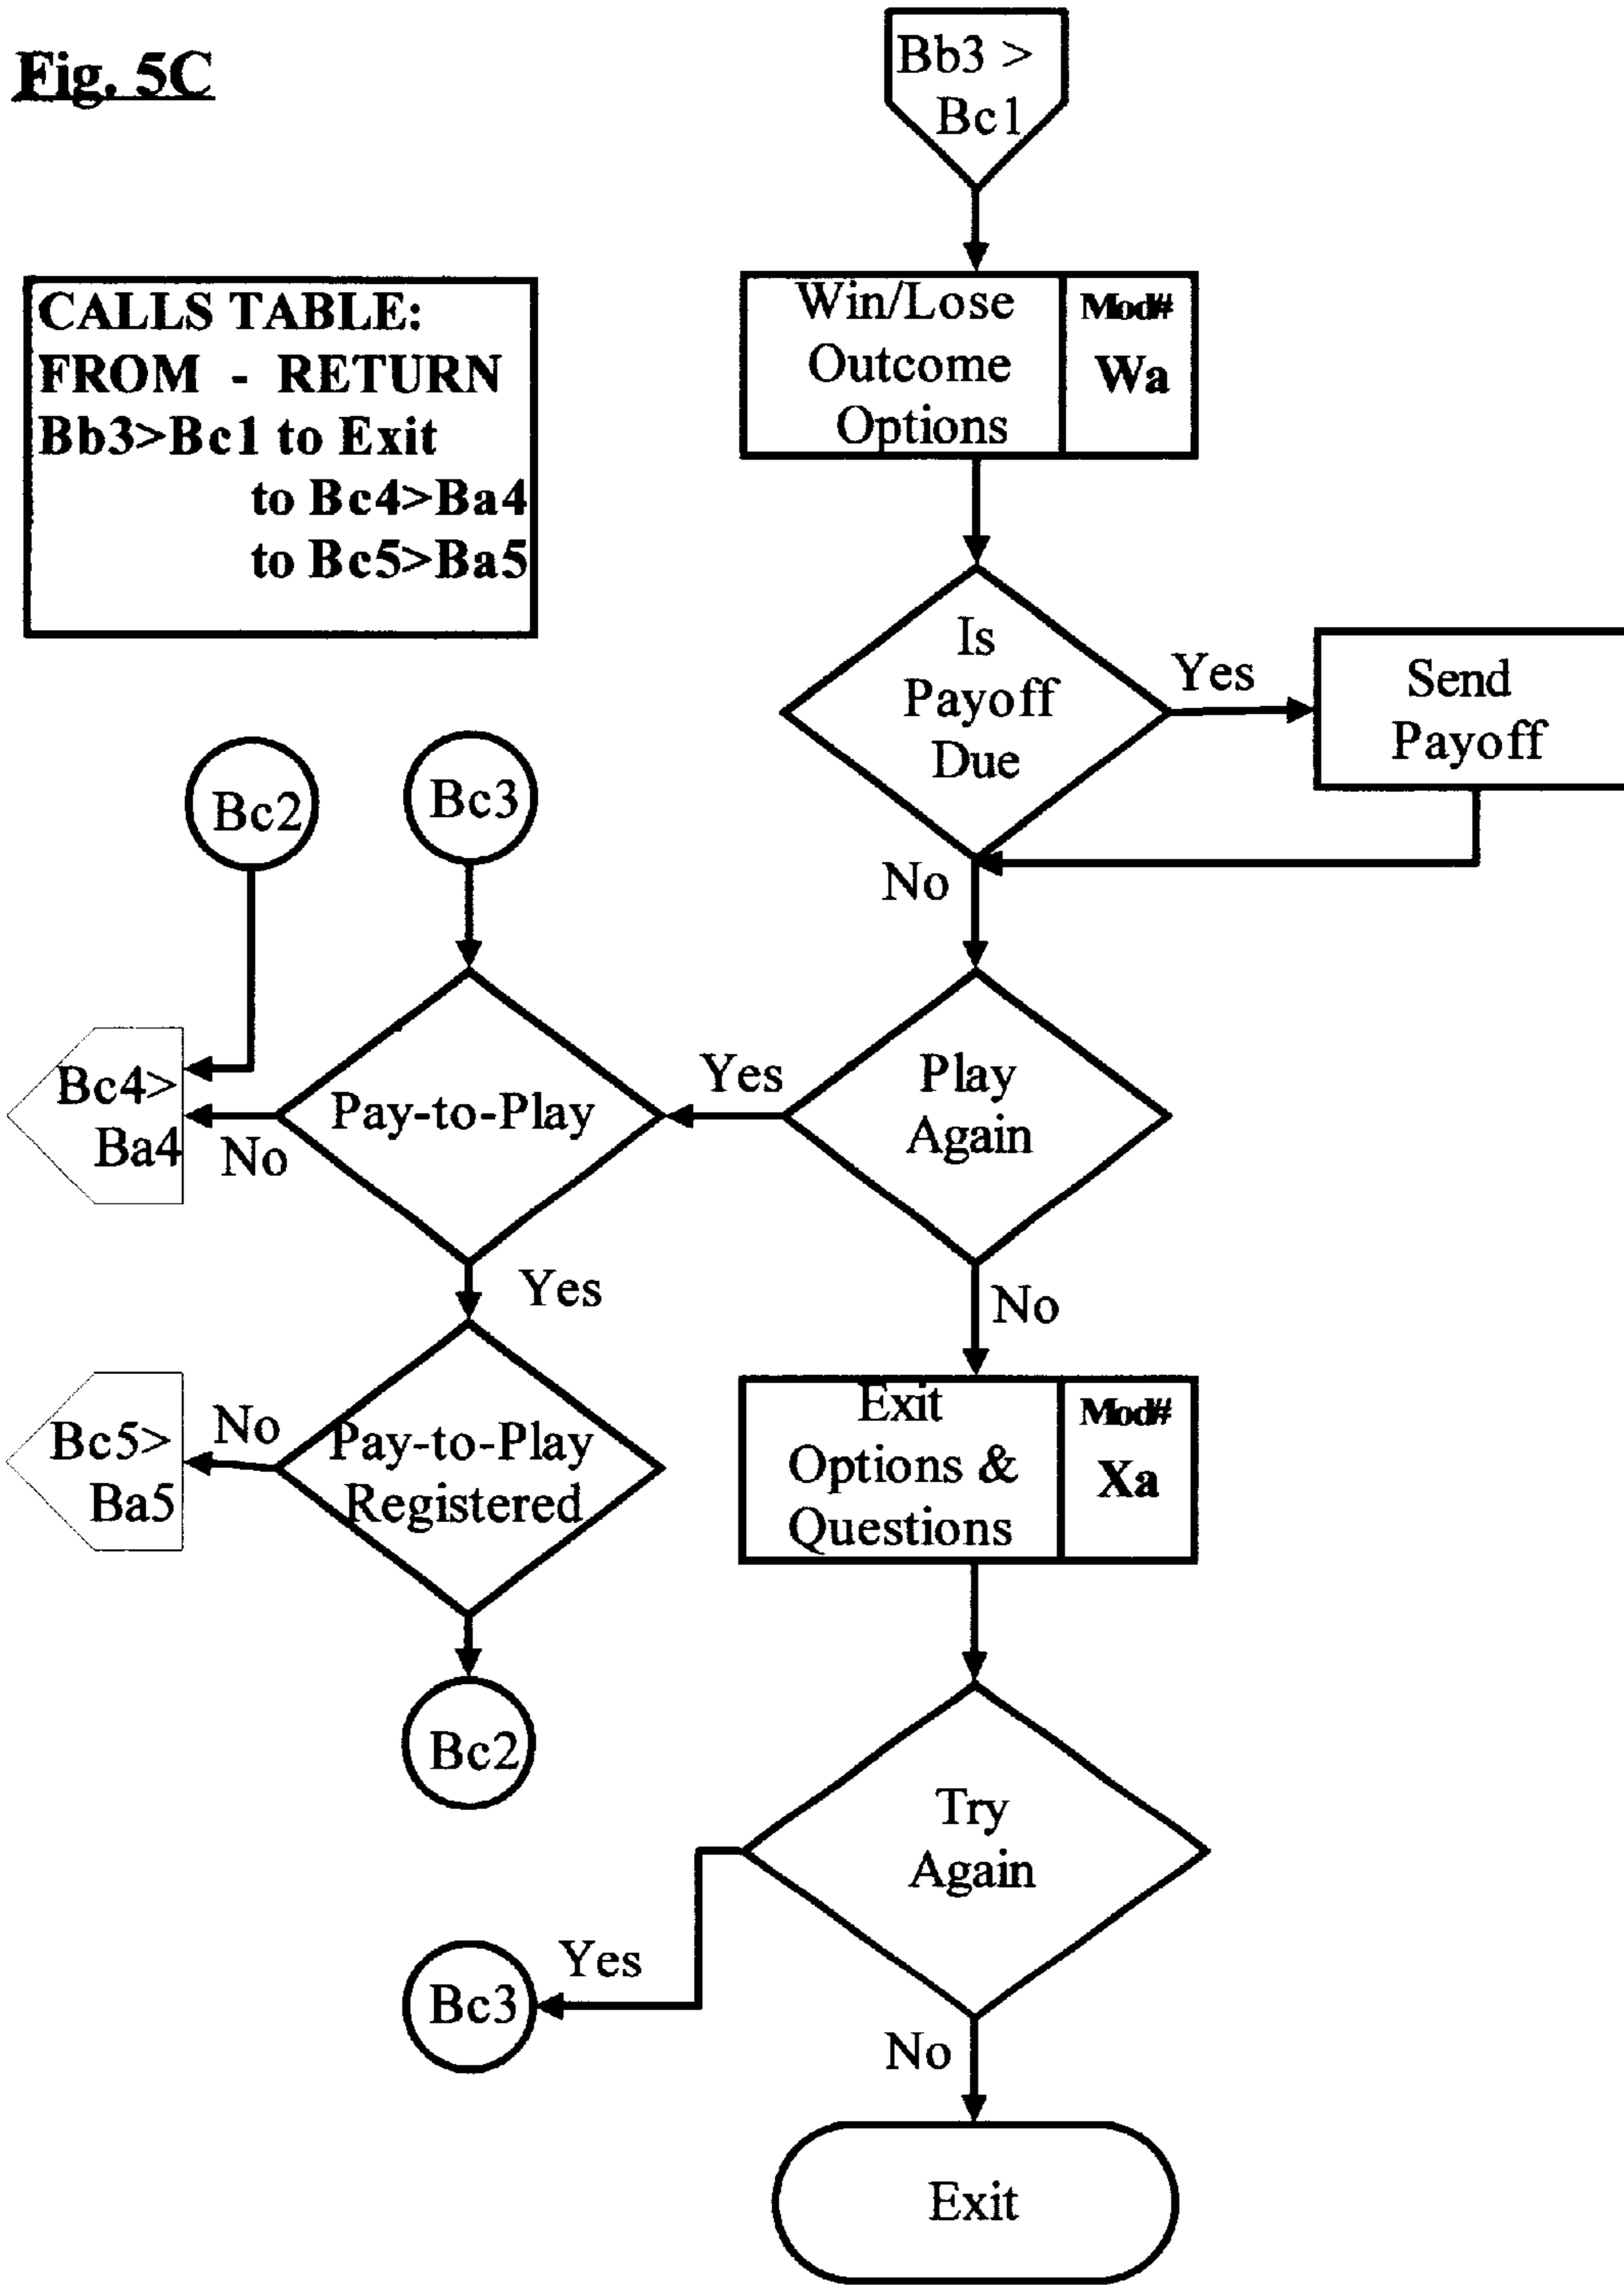 Fig. 5C
Bb3 >
Bc1
CALLS TABLE:
FROM - RETURN
Bb3>Bc1 to Exit
to Bc4>Ba4
to Bc5>Ba5
Win/Lose
Outcome
Options
Mod#
Wa
Is
Payoff
Due
Yes
Send
Payoff
No
Bc2
Bc3
Bc4>
Ba4
No
Pay-to-Play
Yes
Play
Again
Yes
No
Bc5>
Ba5
No
Pay-to-Play
Registered
Exit
Options &
Questions
Mod#
Xa
Bc2
Try
Again
Yes
Bc3
No
Exit